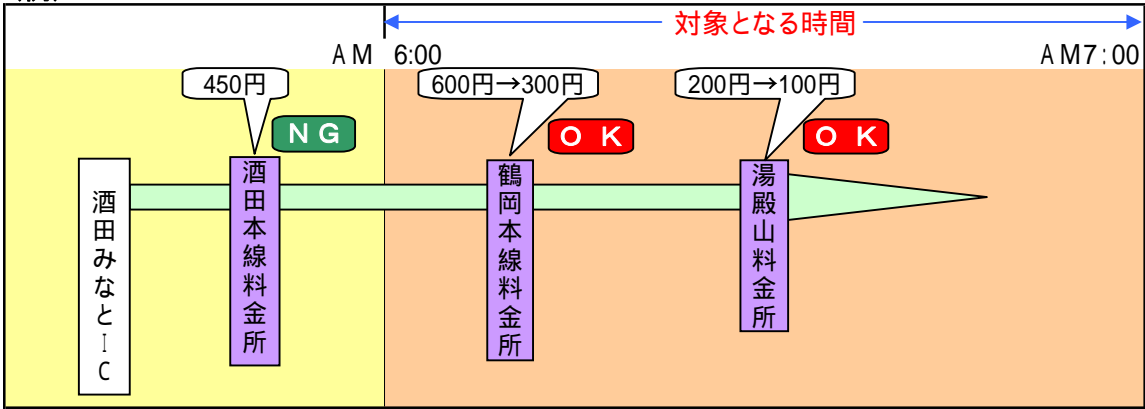 対象となる時間
ＡＭ 6:00
ＡＭ7:00
450円
600円→300円
200円→100円
ＮＧ
ＯＫ
ＯＫ
酒田みなとＩＣ
酒田本線料金所
鶴岡本線料金所
湯殿山料金所